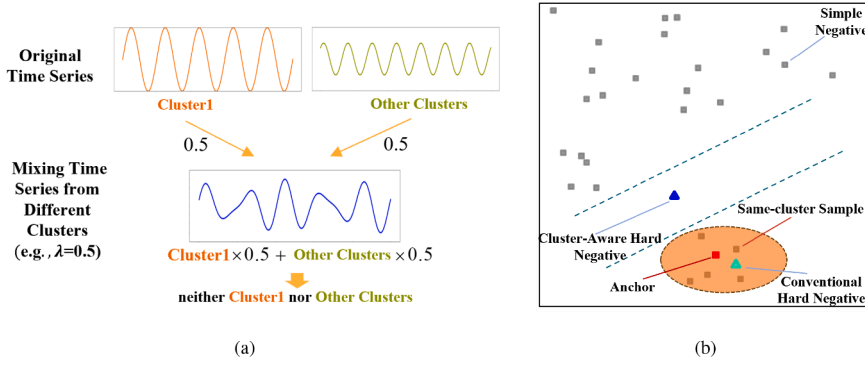 Original
Time Series
Cluster1
Other Clusters
0.5
0.5
Mixing Time
Series from
Different
Clusters
(e.g., λ=0.5)
Cluster1×0.5 + Other Clusters ×0.5
neither Cluster1 nor Other Clusters
(a)
Simple
Negative
Same-cluster Sample
Cluster-Aware Hard
Negative
Anchor
Conventional
Hard Negative
(b)